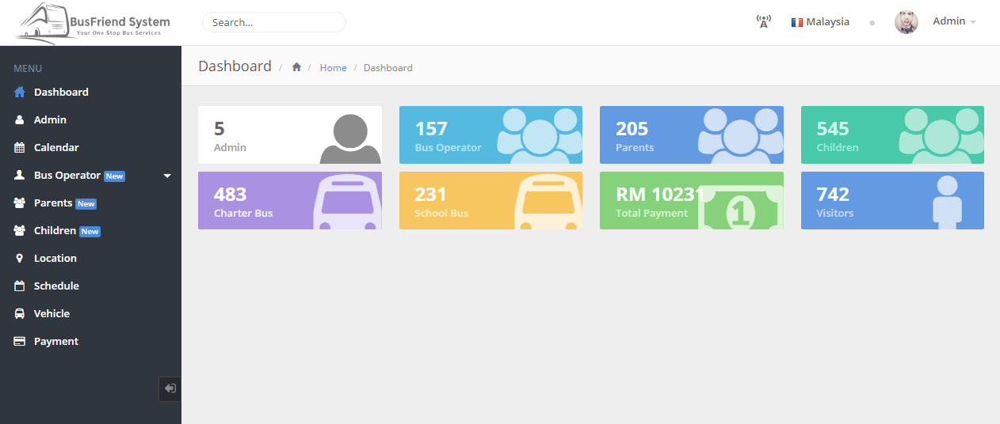 BusFriend System
Your One Stop Bus Services
Search...
Malaysia
Admin
MENU
Dashboard
Admin
Calendar
Bus Operator New
Parents New
Children New
Location
Schedule
Vehicle
Payment
Dashboard / / Home / Dashboard
5
Admin
157
Bus Operator
205
Parents
545
Children
483
Charter Bus
231
School Bus
RM 10231
Total Payment
1
742
Visitors